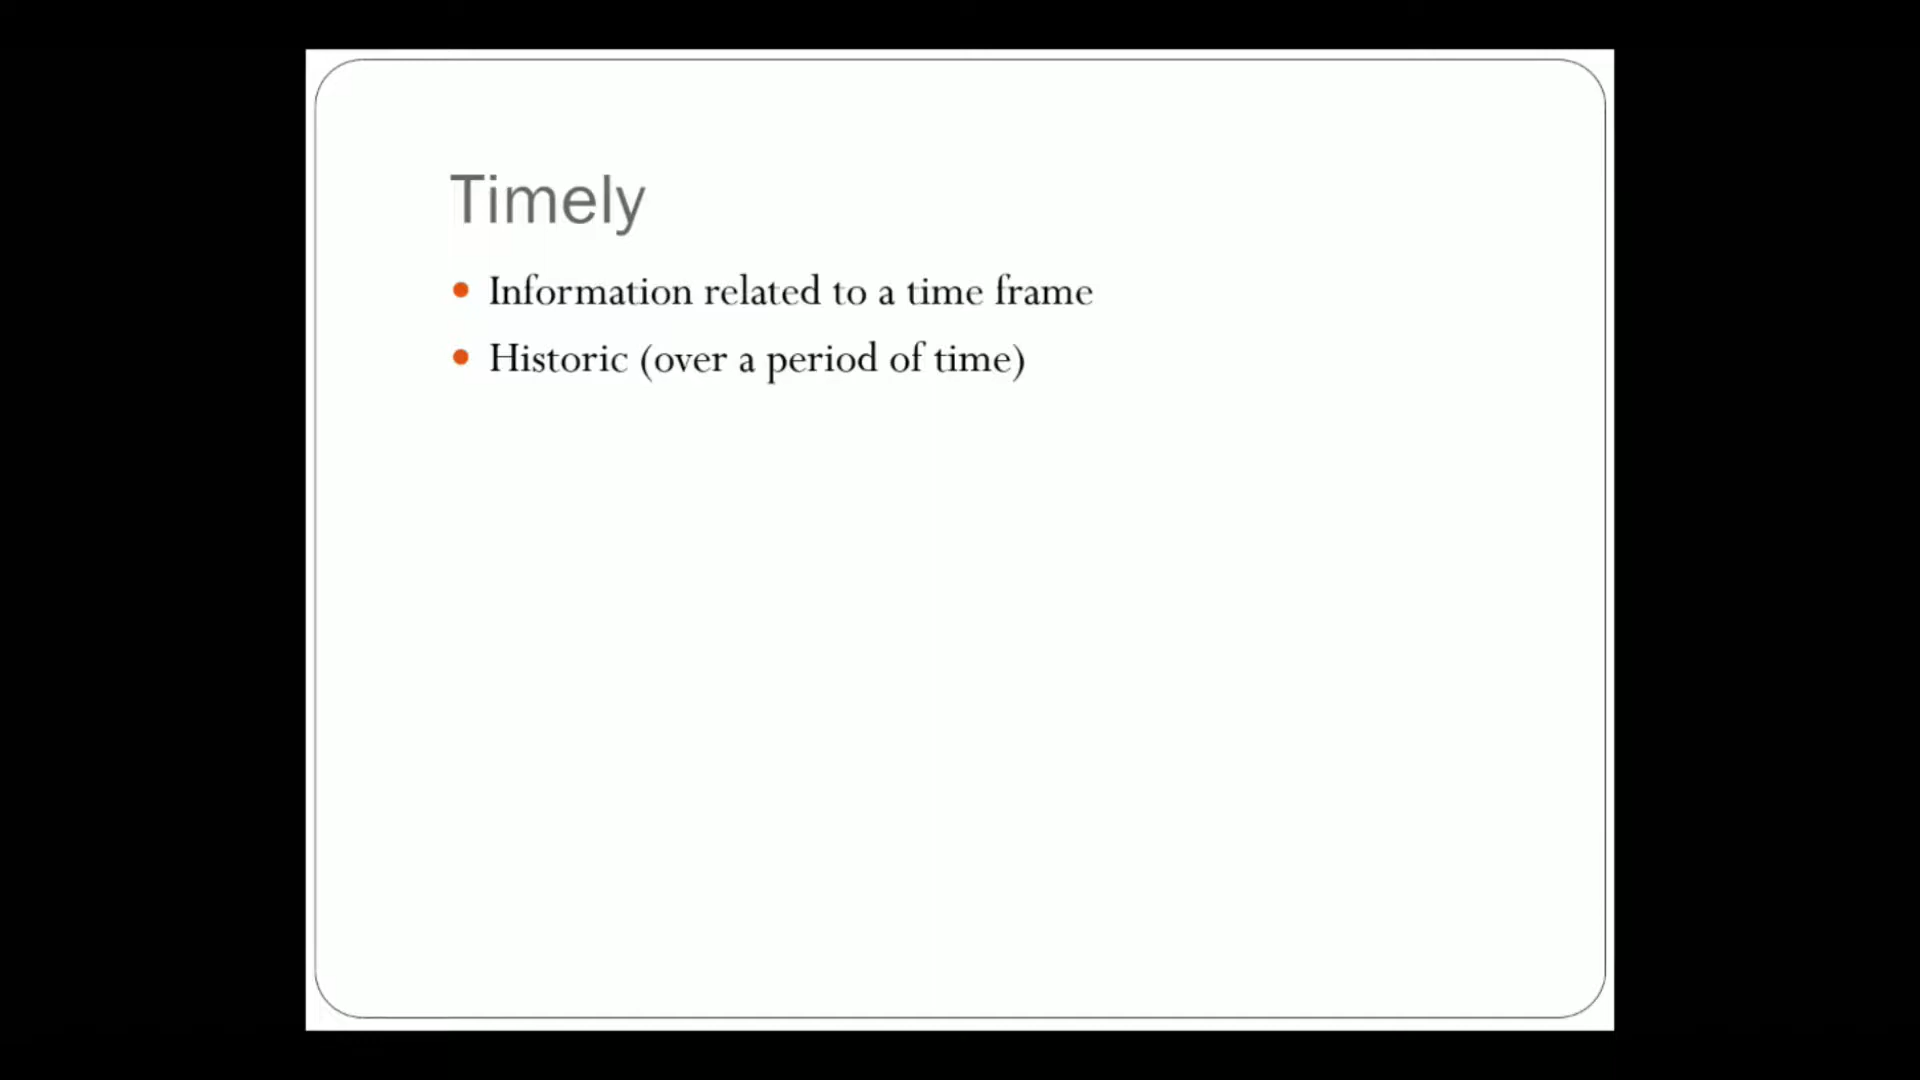 Timely
• Information related to a time frame
• Historic (over a period of time)